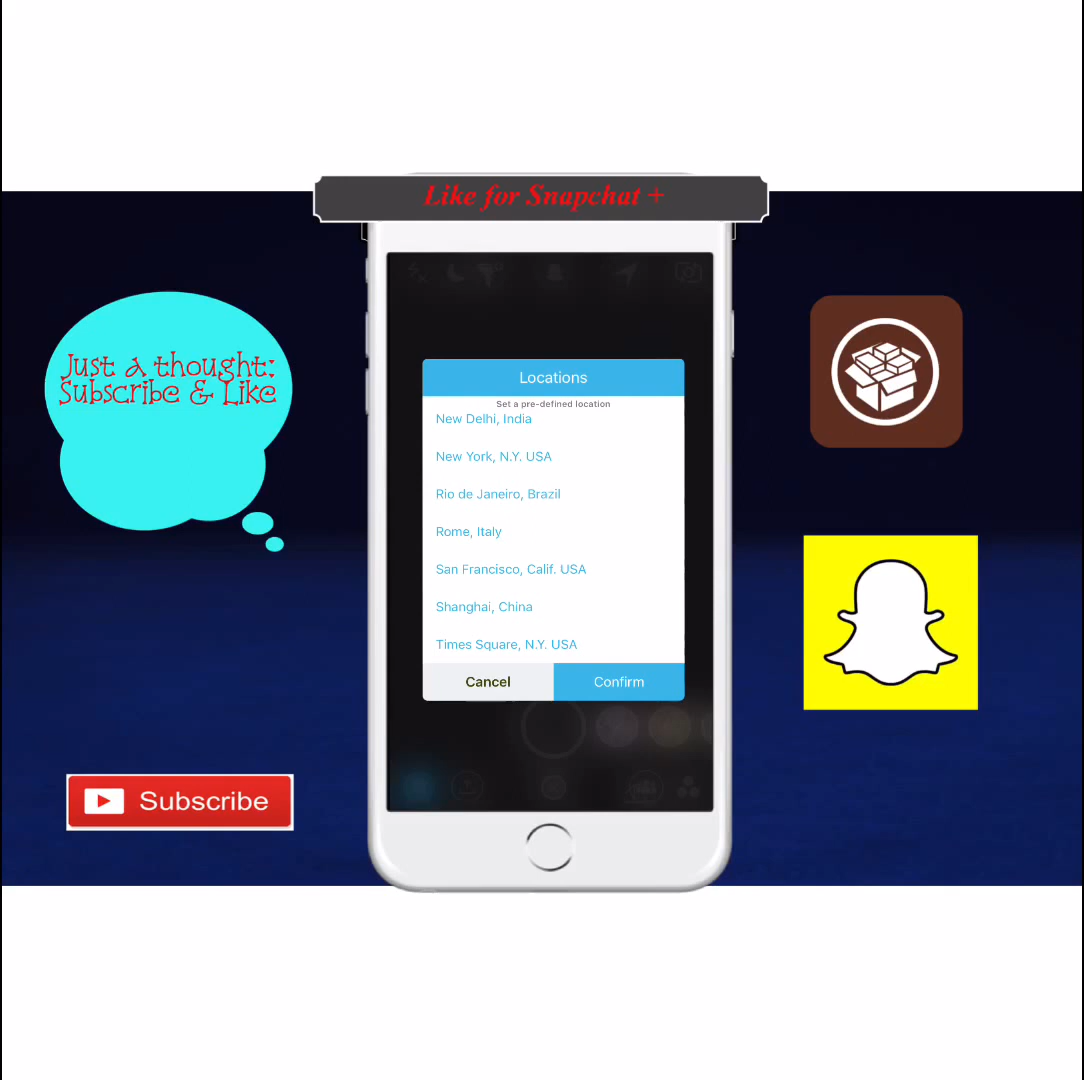 Like for Snapchat +
Just a thought:
Subscribe & Like
Locations
Set a pre-defined location
New Delhi, India
New York, N.Y. USA
Rio de Janeiro, Brazil
Rome, Italy
San Francisco, Calif. USA
Shanghai, China
Times Square, N.Y. USA
Cancel
Confirm
Subscribe